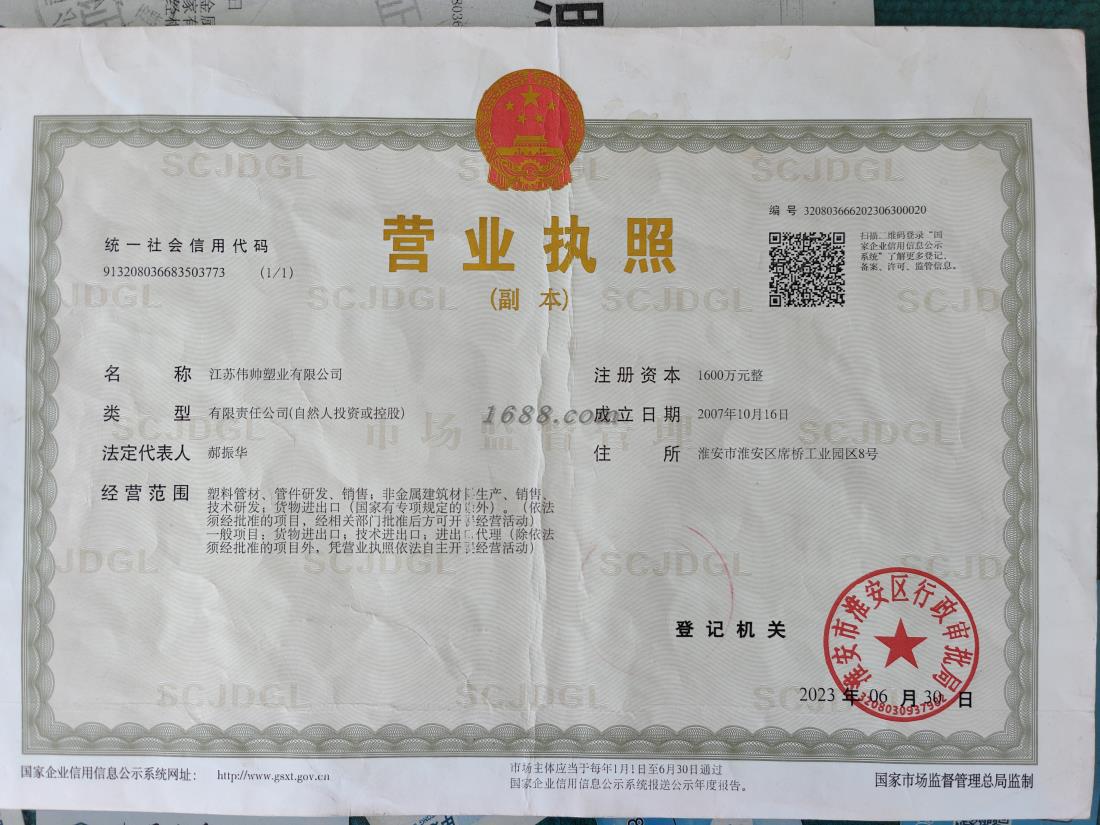 编 号 320803666202306300020
统一社会信用代码
913208036683503773 (1/1)
营业执照
(副 本)
扫描二维码登录“国
家企业信用信息公示
系统”了解更多登记、
备案、许可、监管信息。
名 称 江苏伟帅塑业有限公司
类 型 有限责任公司(自然人投资或控股)
法定代表人 郝振华
经营范围 塑料管材、管件研发、销售；非金属建筑材料生产、销售、
技术研发；货物进出口（国家有专项规定的除外）。（依法
须经批准的项目，经相关部门批准后方可开展经营活动）
一般项目：货物进出口；技术进出口；进出口代理（除依法
须经批准的项目外，凭营业执照依法自主开展经营活动）
注册资本 1600万元整
成立日期 2007年10月16日
住 所 淮安市淮安区席桥工业园区8号
1688.com
市场监督管理
SCJDGL
登记机关
淮安市淮安区行政审批局
2023 年 06 月 30 日
国家企业信用信息公示系统网址： http://www.gsxt.gov.cn
市场主体应当于每年1月1日至6月30日通过
国家企业信用信息公示系统报送公示年度报告。
国家市场监督管理总局监制